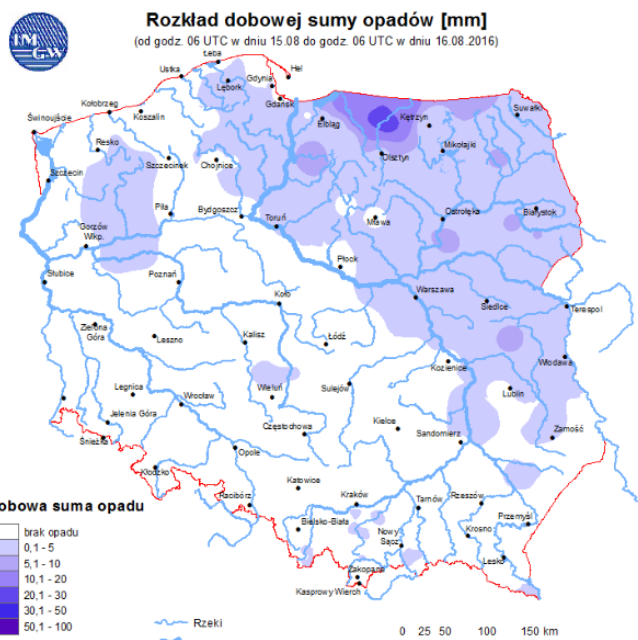 Rozkład dobowej sumy opadów [mm]
(od godz. 06 UTC w dniu 15.08 do godz. 06 UTC w dniu 16.08.2016)
IM
GW
Łeba
Hel
Ustka
Gdynia
Lębork
Gdańsk
Kołobrzeg
Koszalin
Suwałki
Świnoujście
Elbląg
Kętrzyn
Resko
Mikołajki
Szczecinek
Chojnice
Olsztyn
Szczecin
Piła
Bydgoszcz
Toruń
Mława
Ostrołęka
Białystok
Gorzów
Wlkp.
Płock
Słubice
Poznań
Koło
Warszawa
Siedlce
Terespol
Zielona
Góra
Leszno
Kalisz
Łódź
Włodawa
Kozienice
Legnica
Wrocław
Wieluń
Sulejów
Lublin
Jelenia Góra
Śnieżka
Częstochowa
Kielce
Sandomierz
Zamość
Opole
Kłodzko
Katowice
Racibórz
Kraków
Tarnów
Rzeszów
Bielsko-Biała
Przemyśl
Nowy
Sącz
Krosno
Lesko
Zakopane
Kasprowy Wierch
obowa suma opadu
brak opadu
0,1 - 5
5,1 - 10
10,1 - 20
20,1 - 30
30,1 - 50
50,1 - 100
Rzeki
0 25 50 100 150 km